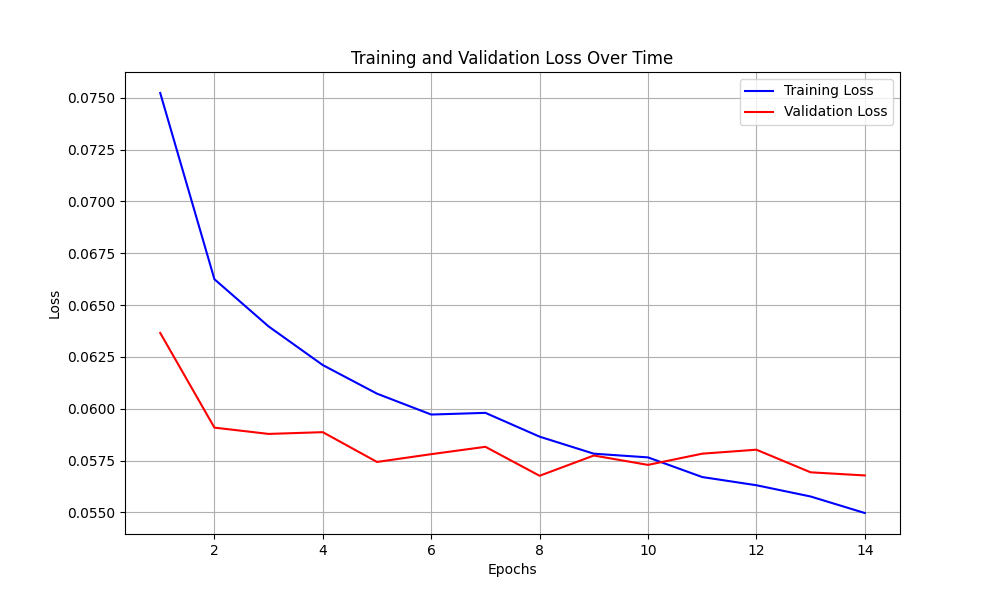 Training and Validation Loss Over Time
Training Loss
Validation Loss
0.0750
0.0725
0.0700
0.0675
0.0650
0.0625
0.0600
0.0575
0.0550
Loss
2 4 6 8 10 12 14
Epochs